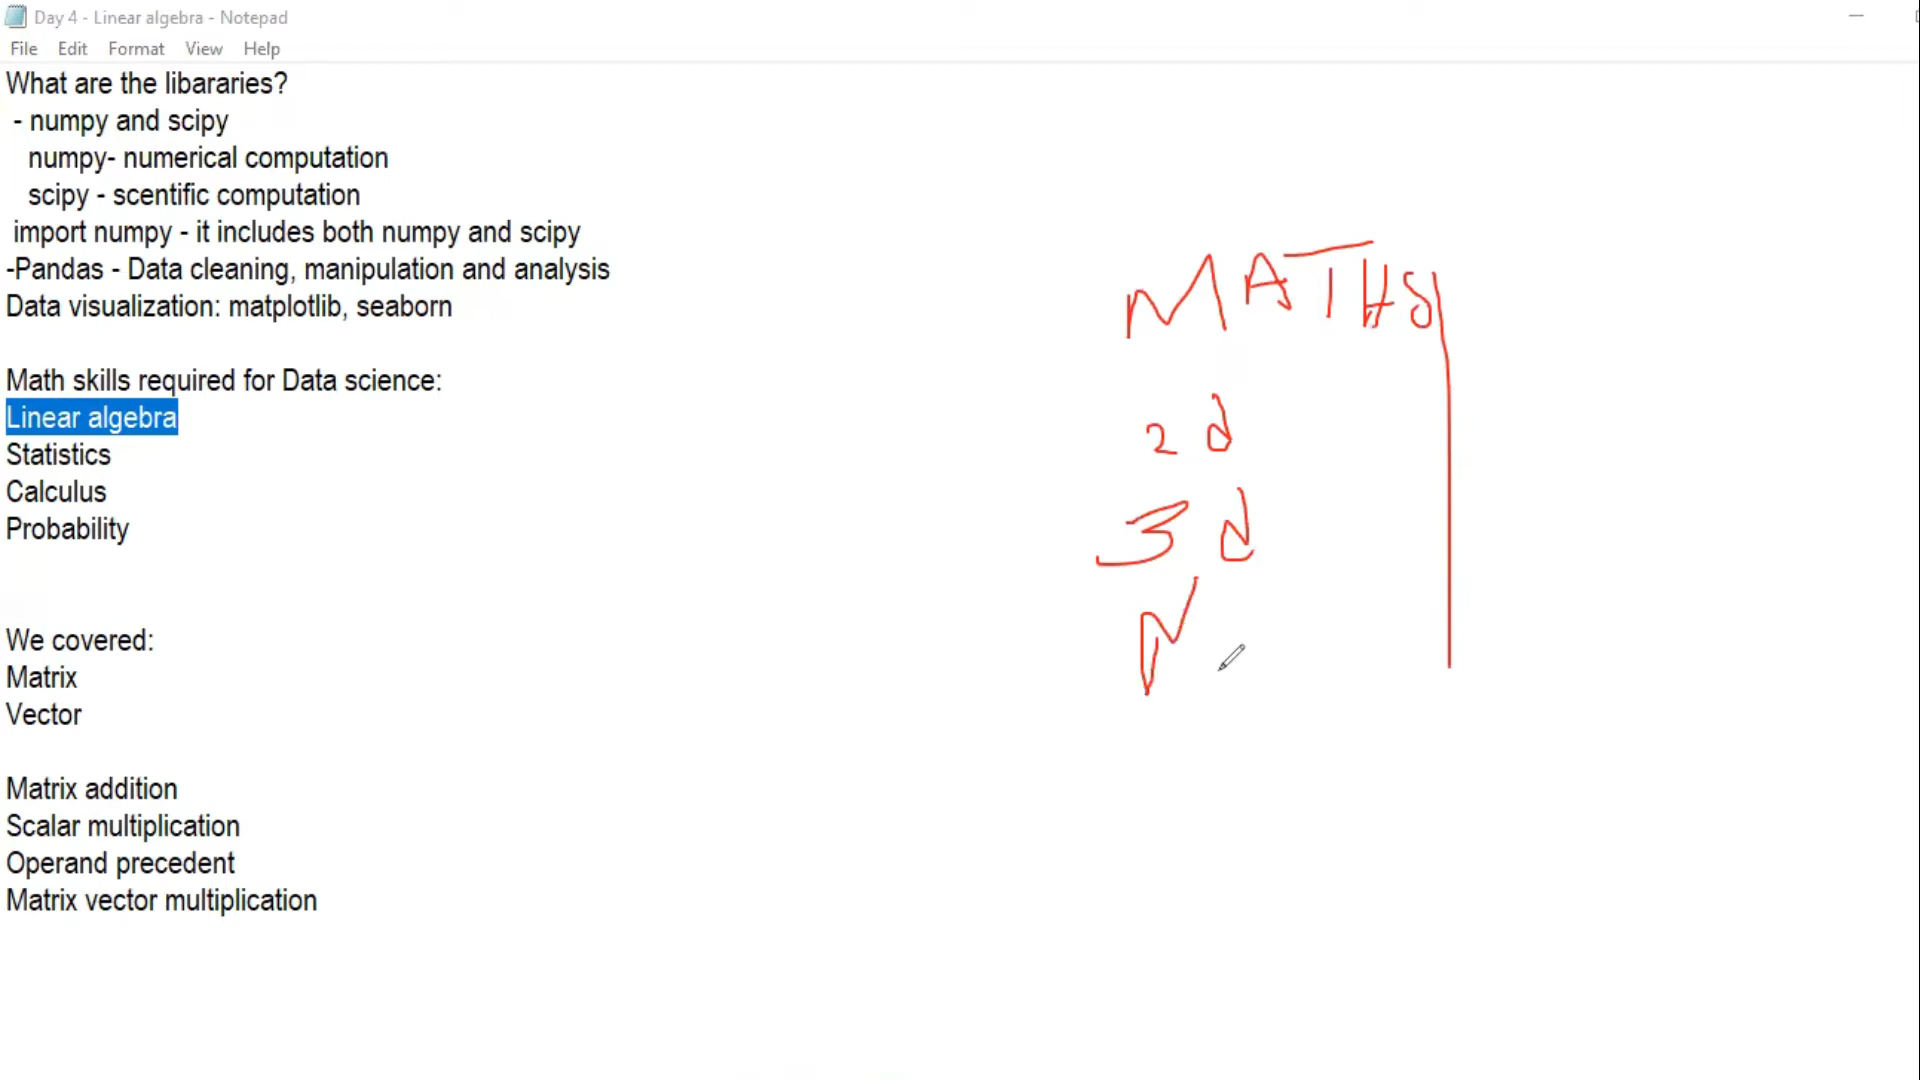 Day 4 - Linear algebra - Notepad
File Edit Format View Help
What are the libararies?
- numpy and scipy
numpy- numerical computation
scipy - scentific computation
import numpy - it includes both numpy and scipy
-Pandas - Data cleaning, manipulation and analysis
Data visualization: matplotlib, seaborn
Math skills required for Data science:
Linear algebra
Statistics
Calculus
Probability
We covered:
Matrix
Vector
Matrix addition
Scalar multiplication
Operand precedent
Matrix vector multiplication
MATHS
2 d
3 d
N